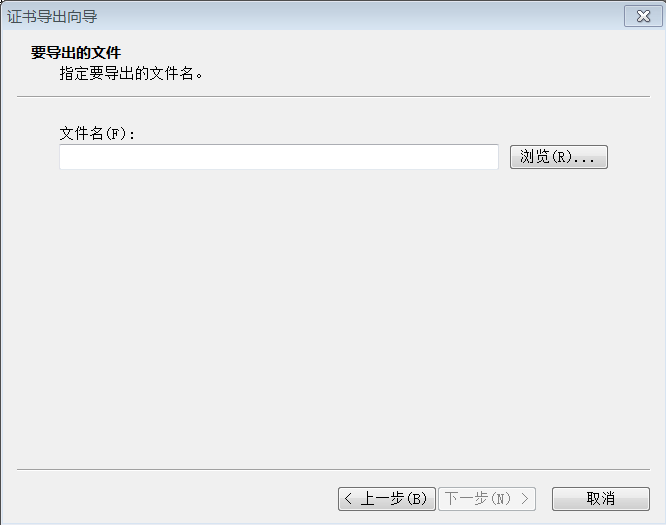 证书导出向导
要导出的文件
指定要导出的文件名。
文件名(F):
浏览(R)...
< 上一步(B)
下一步(N) >
取消